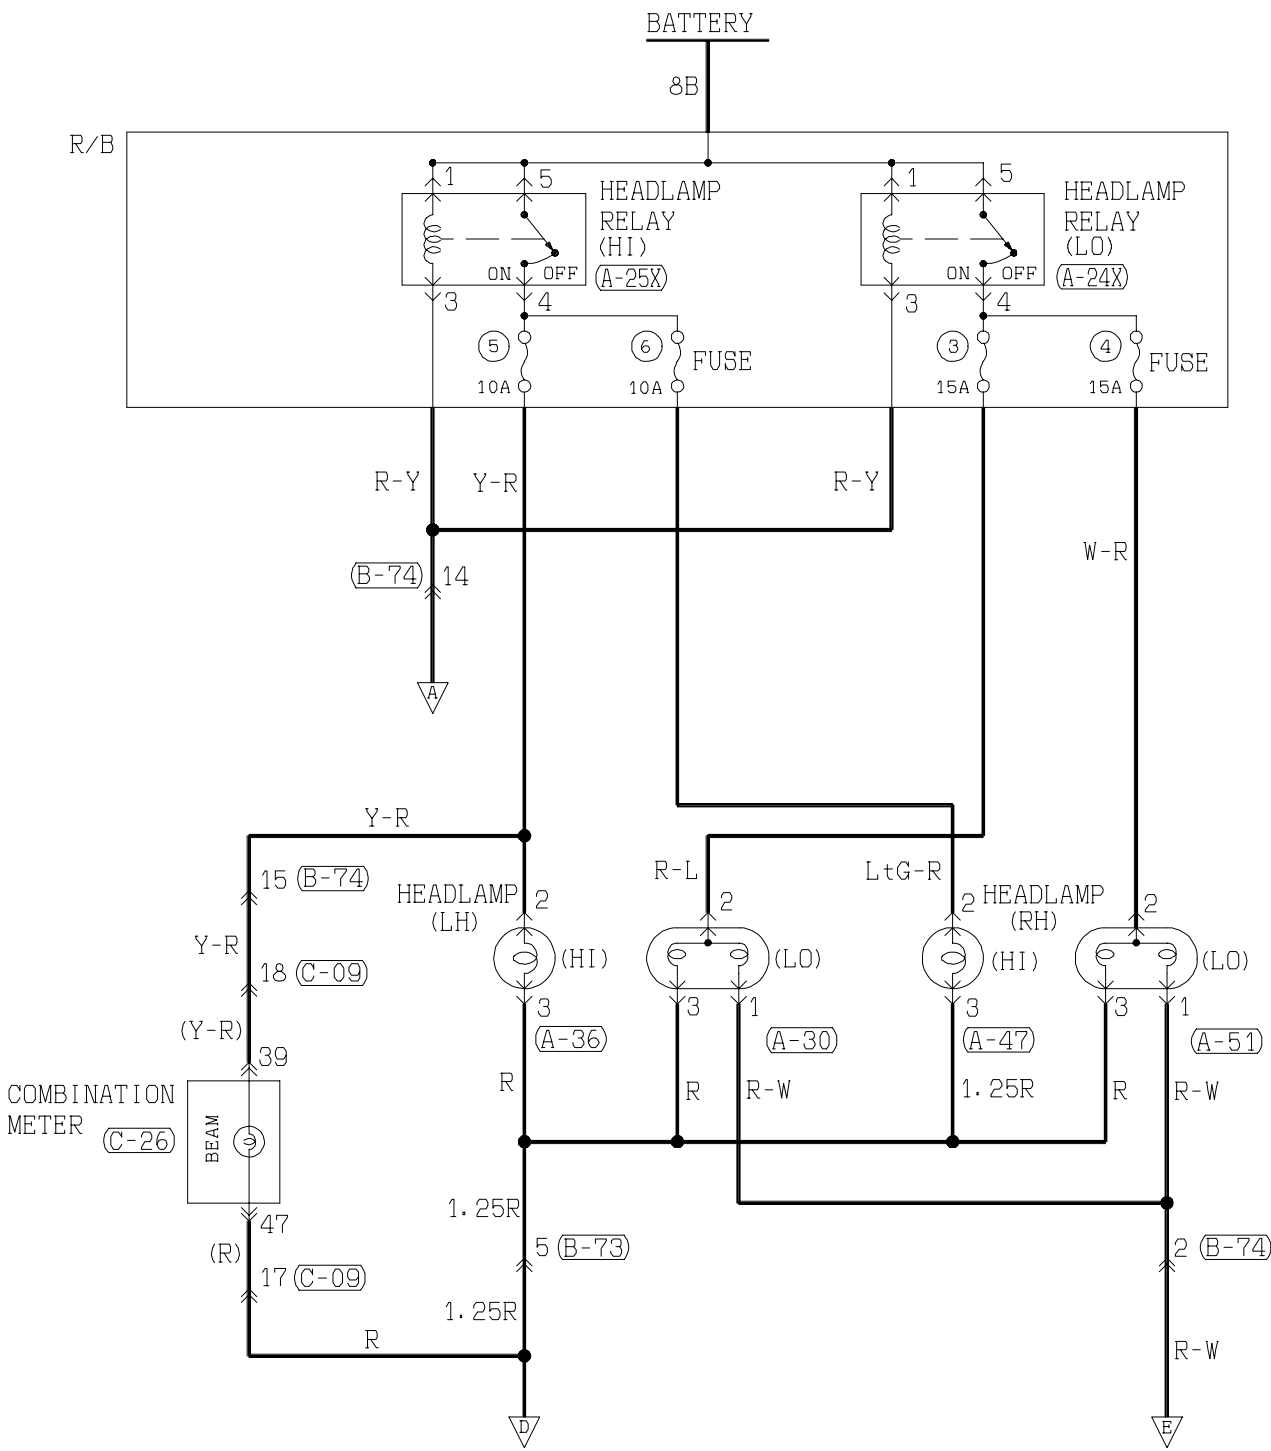 BATTERY
8B
R/B
1
5
HEADLAMP
RELAY
(HI)
A-25X
ON
OFF
3
4
1
5
HEADLAMP
RELAY
(LO)
A-24X
ON
OFF
3
4
5
10A
6
10A
FUSE
3
15A
4
15A
FUSE
R-Y
Y-R
R-Y
W-R
B-74
14
A
Y-R
15
B-74
Y-R
18
C-09
(Y-R)
39
HEADLAMP
(LH)
2
(HI)
3
A-36
R
R-L
2
(LO)
3
1
A-30
R
R-W
LtG-R
2
HEADLAMP
(RH)
(HI)
3
A-47
1.25R
2
(LO)
3
1
A-51
R
R-W
COMBINATION
METER
C-26
BEAM
47
(R)
17
C-09
R
1.25R
5
B-73
1.25R
2
B-74
R-W
D
E